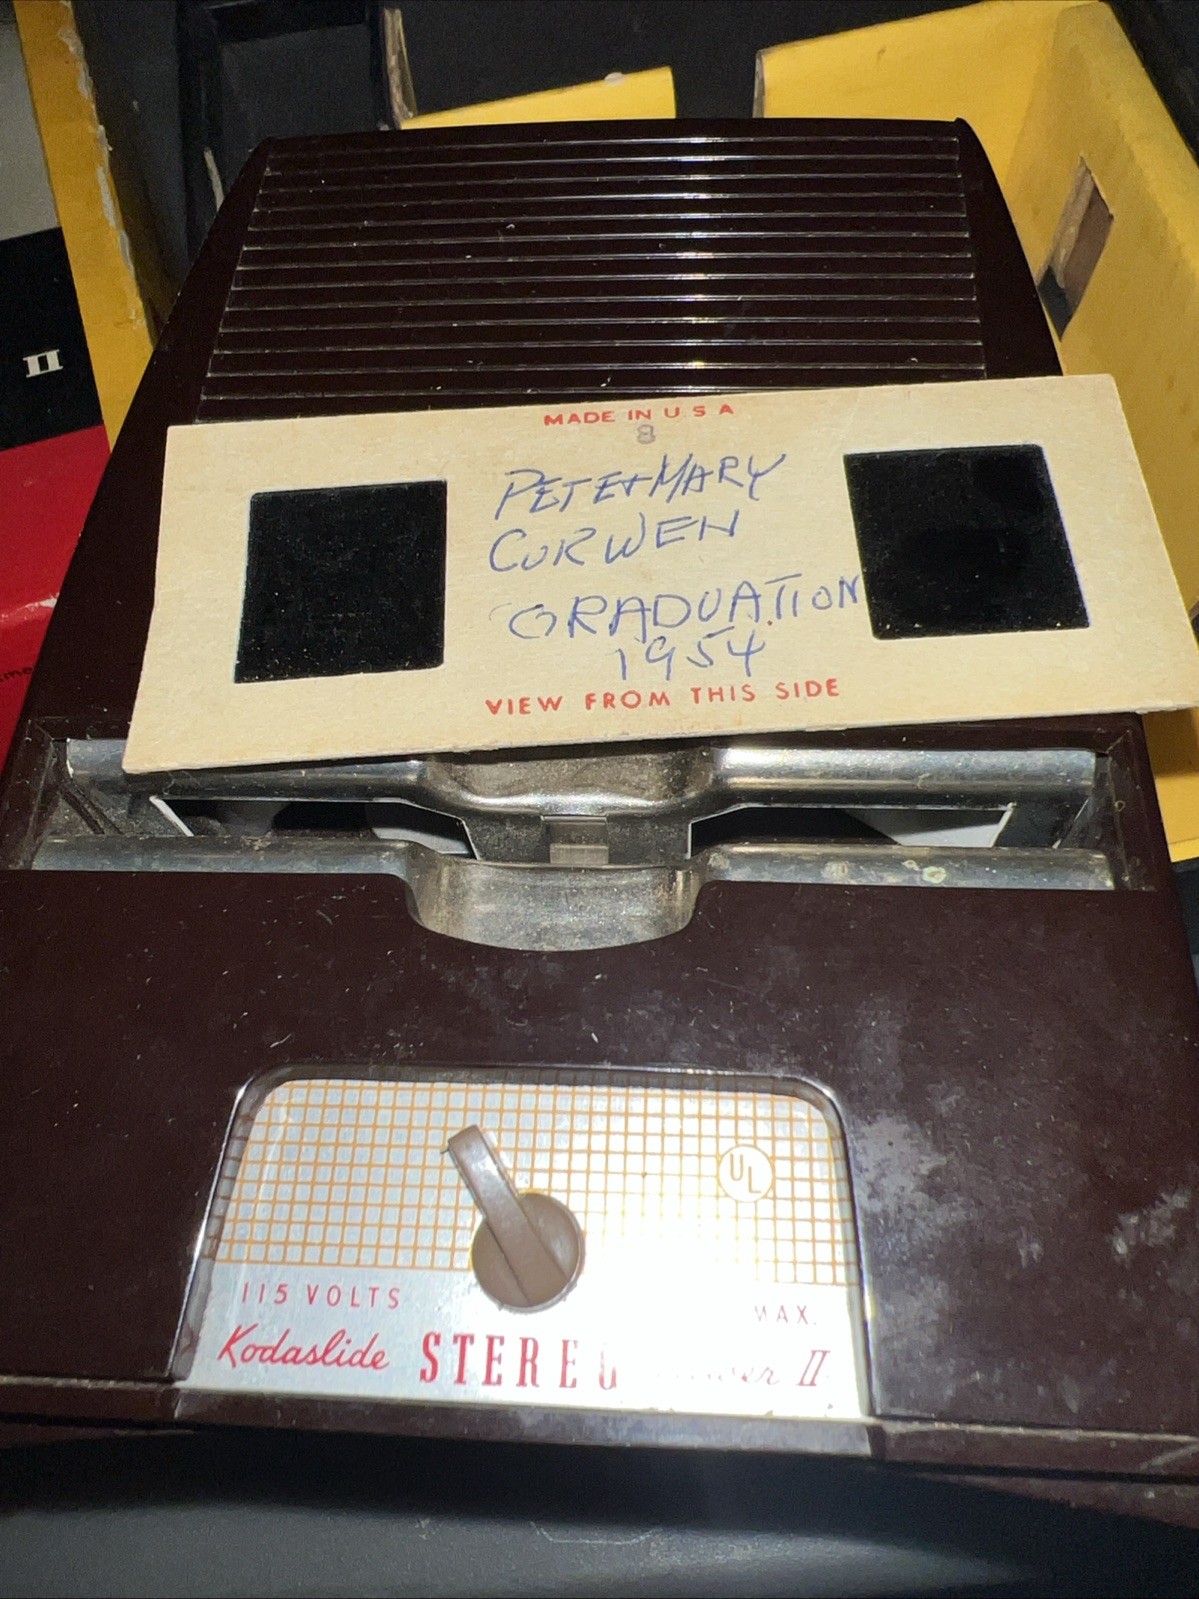 II
MADE IN U S A
8
PETE + MARY
CURWEN
GRADUATION
1954
VIEW FROM THIS SIDE
UL
115 VOLTS
MAX.
Kodaslide STEREO II